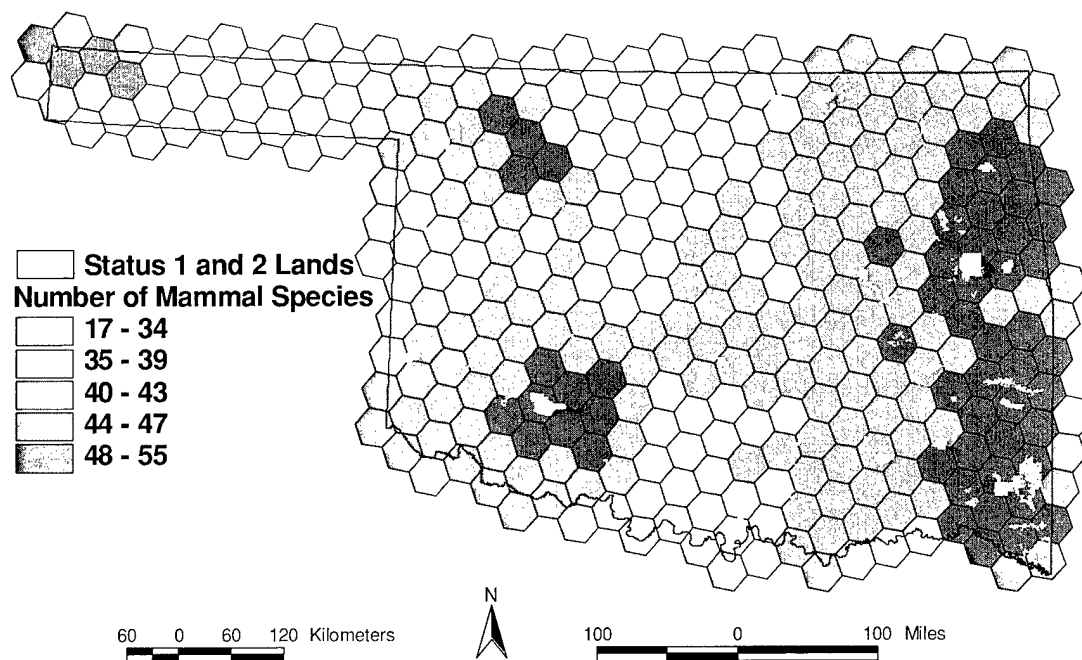 Status 1 and 2 Lands
Number of Mammal Species
17 - 34
35 - 39
40 - 43
44 - 47
48 - 55
N
60 0 60 120 Kilometers
100 0 100 Miles